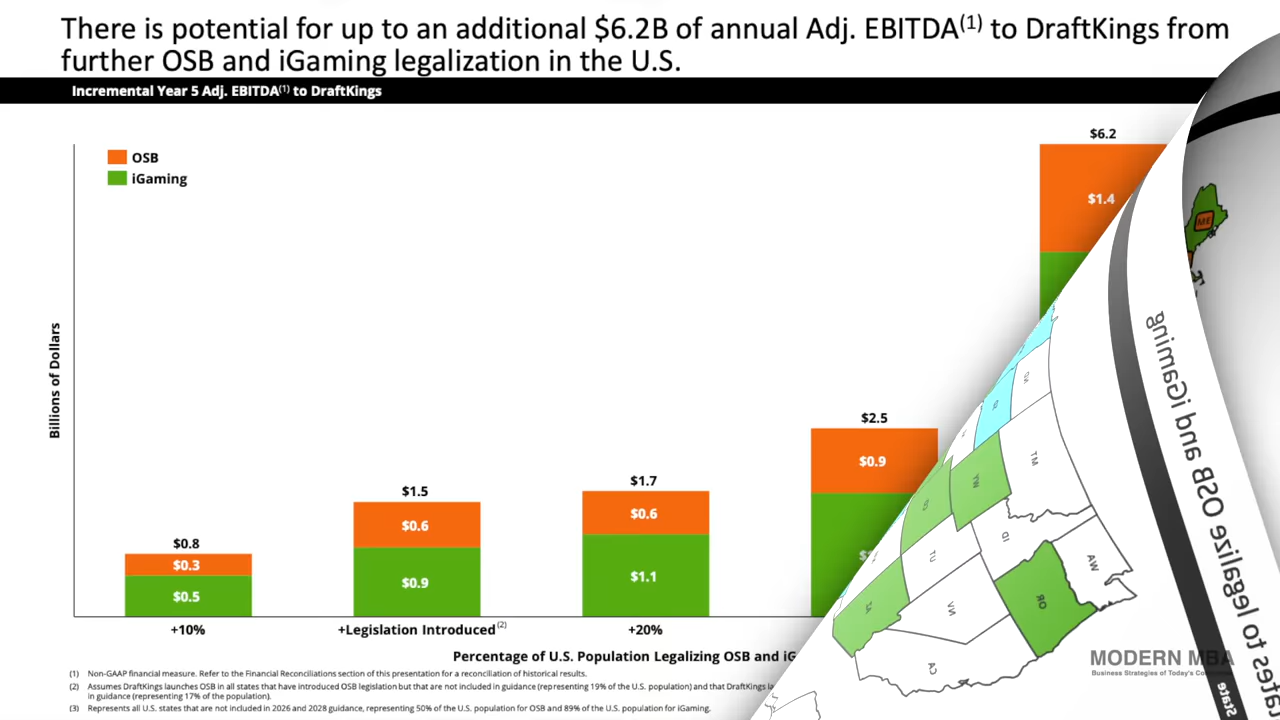 There is potential for up to an additional $6.2B of annual Adj. EBITDA(1) to DraftKings from
further OSB and iGaming legalization in the U.S.
Incremental Year 5 Adj. EBITDA(1) to DraftKings
OSB
iGaming
Billions of Dollars
$6.2
$1.4
$2.5
$0.9
$1.7
$0.6
$1.1
$1.5
$0.6
$0.9
$0.8
$0.3
$0.5
+10%
+Legislation Introduced(2)
+20%
Percentage of U.S. Population Legalizing OSB and
(1) Non-GAAP financial measure. Refer to the Financial Reconciliations section of this presentation for a reconciliation of historical results.
(2) Assumes DraftKings launches OSB in all states that have introduced OSB legislation but that are not included in guidance (representing 19% of the U.S. population) and that DraftKings
in guidance (representing 17% of the population).
(3) Represents all U.S. states that are not included in 2026 and 2028 guidance, representing 50% of the U.S. population for OSB and 89% of the U.S. population for iGaming.
to legalize OSB and iGaming
State
ME
MT
WY
ID
UT
WA
OR
CA
MODERN MBA
Business Strategies of Today's